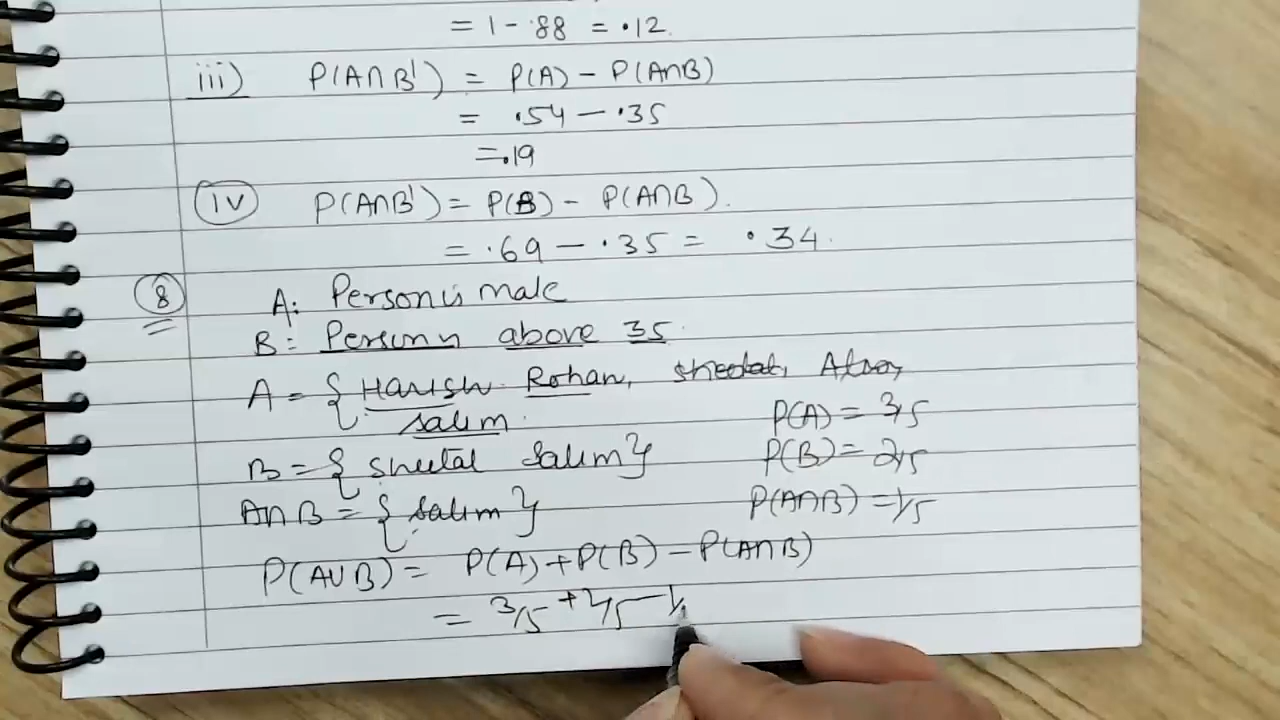 = 1 - .88 = .12.
iii) P(A∩B') = P(A) - P(A∩B)
= .54 - .35
= .19
iv P(A∩B') = P(B) - P(A∩B).
= .69 - .35 = .34.
8 A: Person is male
B: Person is above 35.
A = { Harish Rohan, sheetal,
salim.
P(A) = 3/5
B = { sheetal Salim }
P(B) = 2/5
A∩B = { Salim }
P(A∩B) = 1/5
P(A∪B) = P(A) + P(B) - P(A∩B)
= 3/5 + 2/5 - 1/